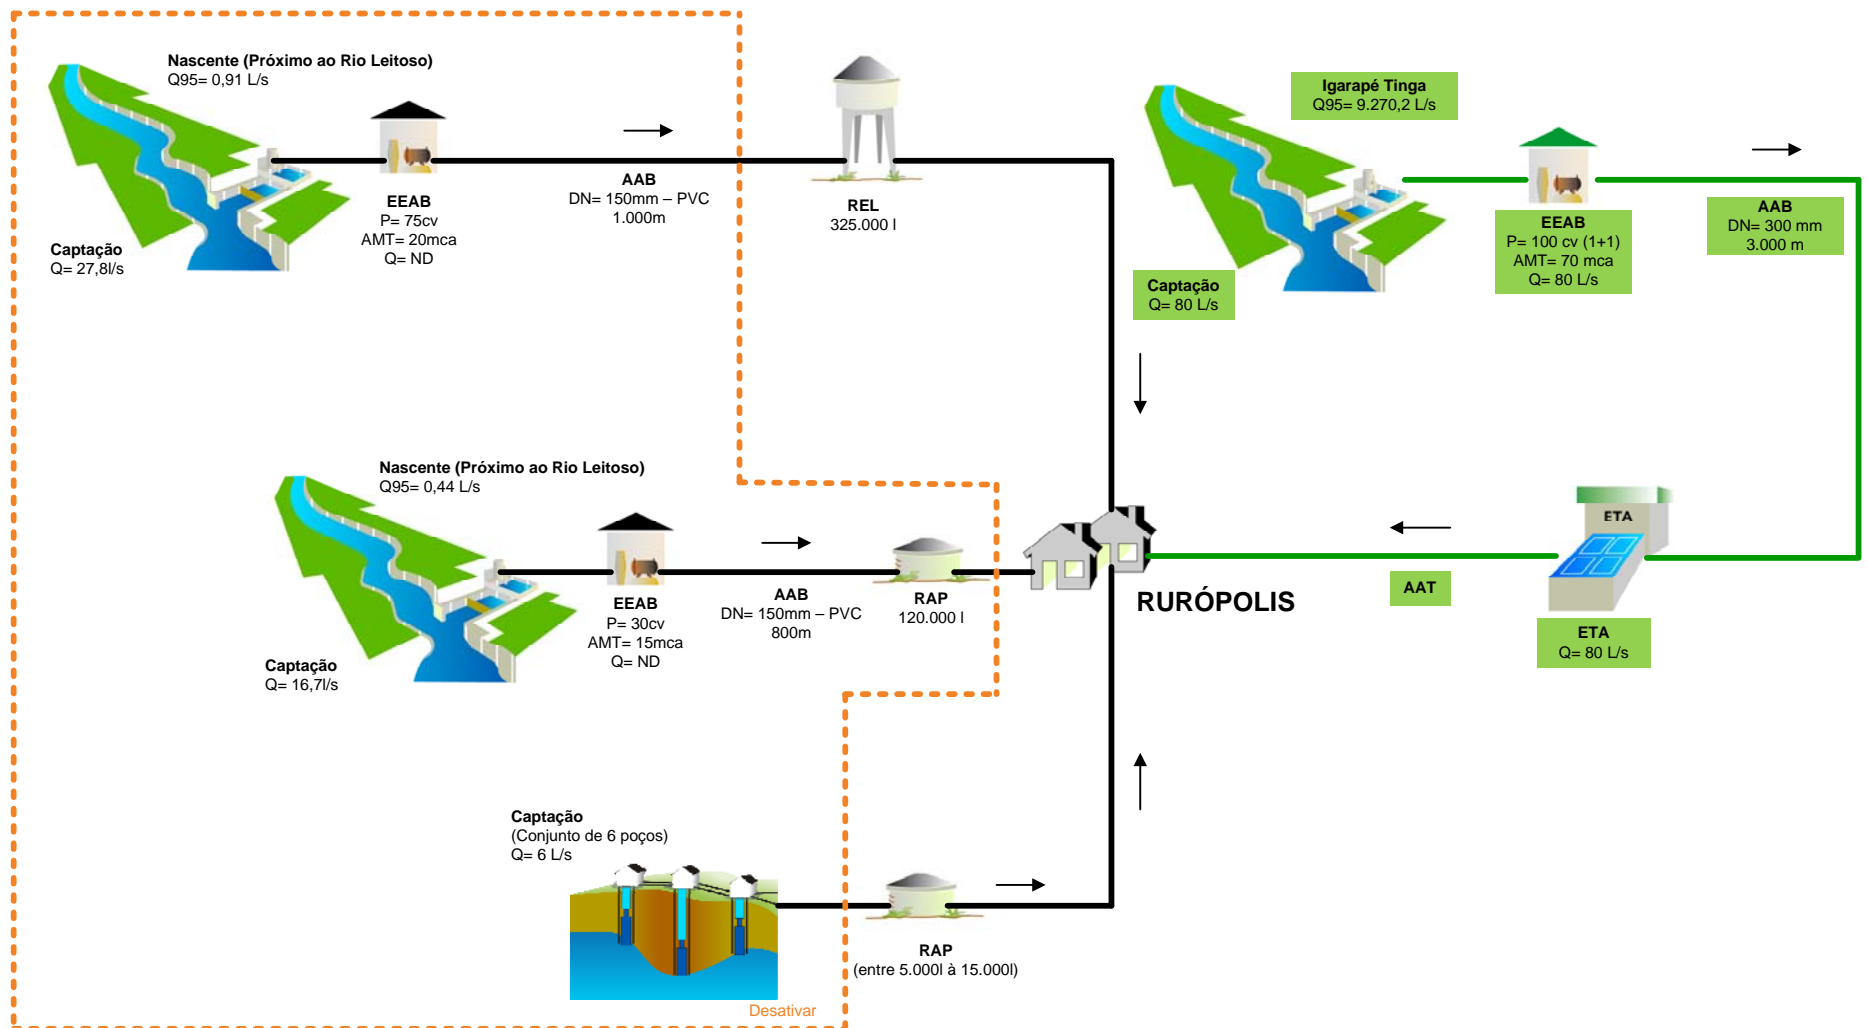 Nascente (Próximo ao Rio Leitoso)
Q95= 0,91 L/s
Captação
Q= 27,8l/s
EEAB
P= 75cv
AMT= 20mca
Q= ND
AAB
DN= 150mm – PVC
1.000m
REL
325.000 l
Igarapé Tinga
Q95= 9.270,2 L/s
Captação
Q= 80 L/s
EEAB
P= 100 cv (1+1)
AMT= 70 mca
Q= 80 L/s
AAB
DN= 300 mm
3.000 m
Nascente (Próximo ao Rio Leitoso)
Q95= 0,44 L/s
Captação
Q= 16,7l/s
EEAB
P= 30cv
AMT= 15mca
Q= ND
AAB
DN= 150mm – PVC
800m
RAP
120.000 l
RURÓPOLIS
AAT
ETA
ETA
Q= 80 L/s
Captação
(Conjunto de 6 poços)
Q= 6 L/s
RAP
(entre 5.000l à 15.000l)
Desativar